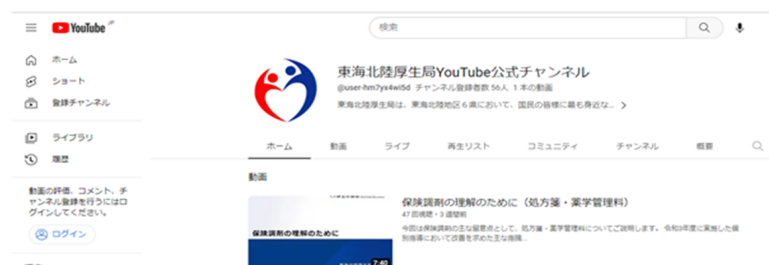 YouTube JP
検索
ホーム
ショート
登録チャンネル
ライブラリ
履歴
動画の評価、コメント、チ
ャンネル登録を行うにはロ
グインしてください。
ログイン
東海北陸厚生局YouTube公式チャンネル
@user-hm7yx4wi5d チャンネル登録者数 56人 1 本の動画
東海北陸厚生局は、東海北陸地区６県において、国民の皆様に最も身近な...
ホーム 動画 ライブ 再生リスト コミュニティ チャンネル 概要
動画
保険調剤の理解のために
7:40
保険調剤の理解のために（処方箋・薬学管理料）
47 回視聴・3 週間前
今回は保険調剤の主な留意点として、処方箋・薬学管理料についてご説明します。 令和3年度に実施した個
別指導において改善を求めた主な指摘...